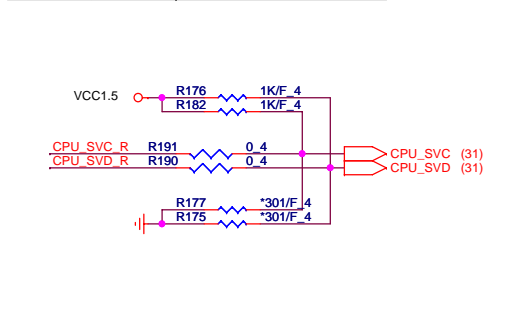 R176 1K/F_4
VCC1.5
R182 1K/F_4
CPU_SVC_R R191 0_4 CPU_SVC (31)
CPU_SVD_R R190 0_4 CPU_SVD (31)
R177 *301/F_4
R175 *301/F_4